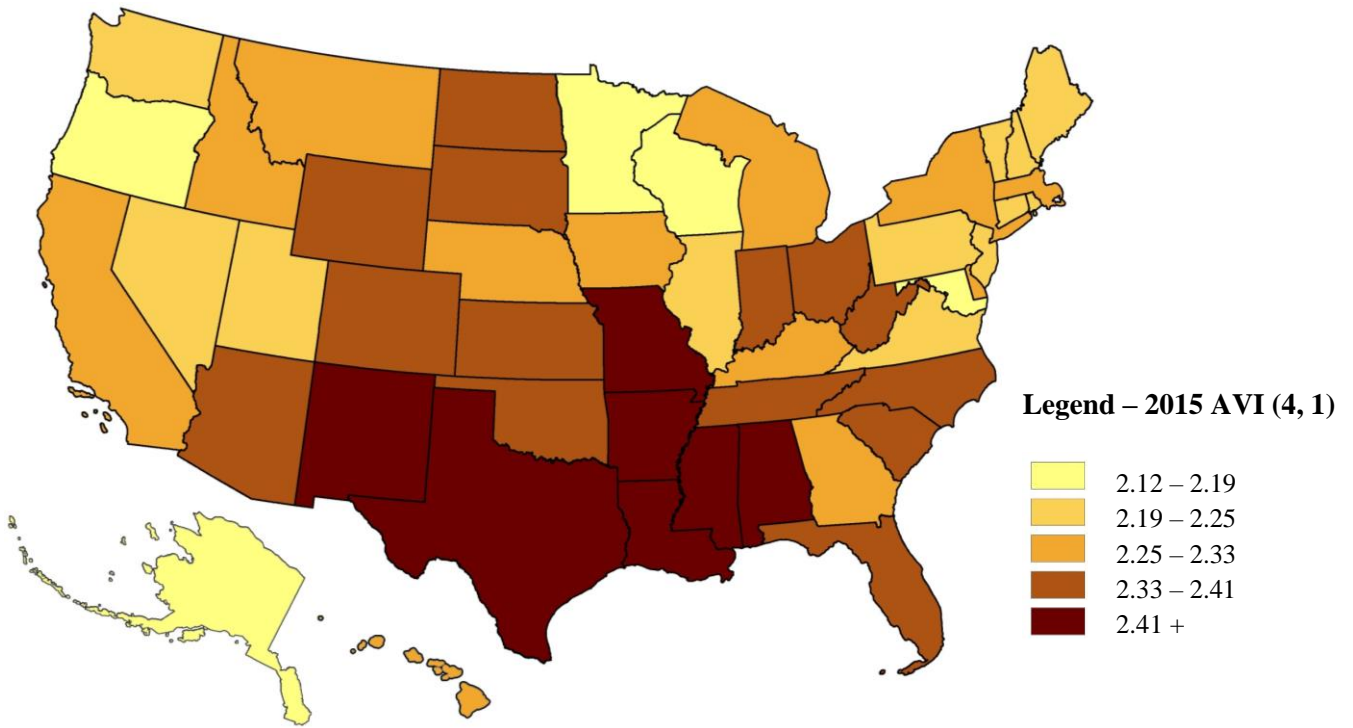 Legend – 2015 AVI (4, 1)
2.12 – 2.19
2.19 – 2.25
2.25 – 2.33
2.33 – 2.41
2.41 +